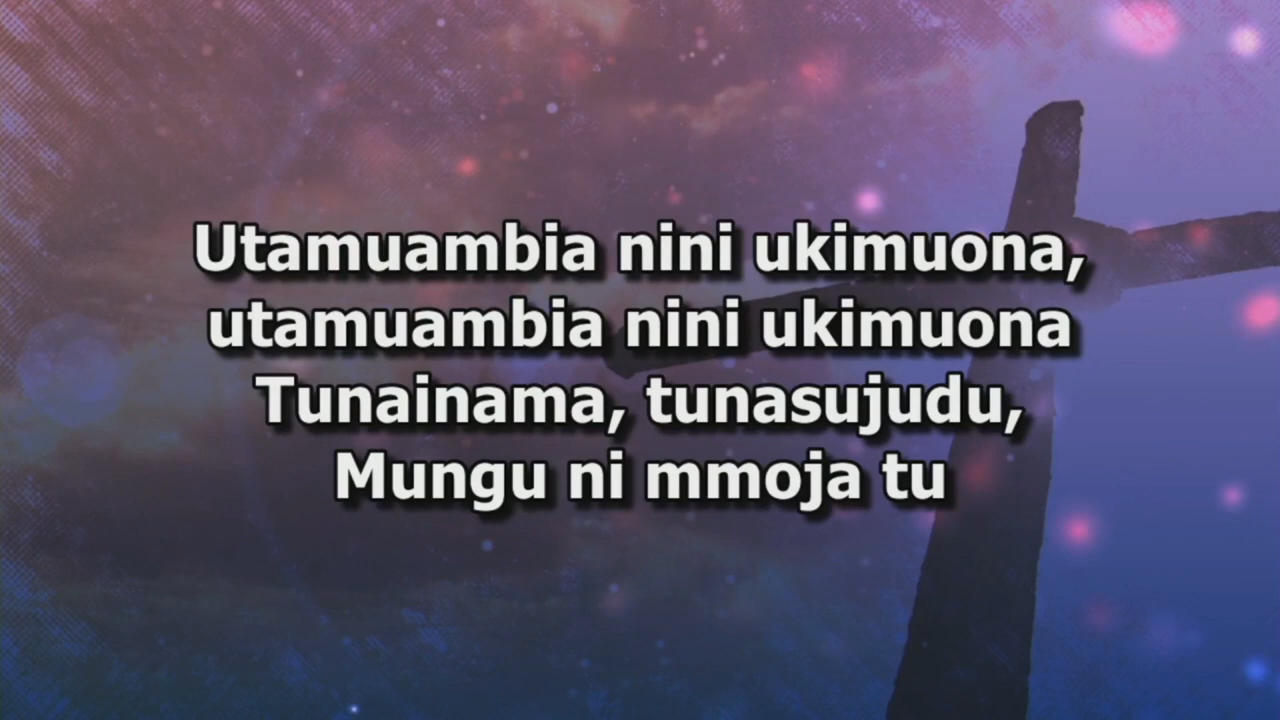 Utamuambia nini ukimuona,
utamuambia nini ukimuona
Tunainama, tunasujudu,
Mungu ni mmoja tu